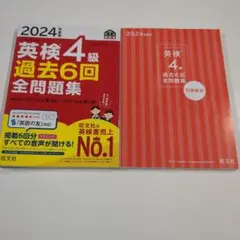 2024年度版
英検4級
過去6回
全問題集
旺文社の
英検書売上
No.1
掲載6回分
すべての音声が聞ける!
旺文社
2024年度版
英検
4級
過去6回
全問題集
別冊解答
旺文社